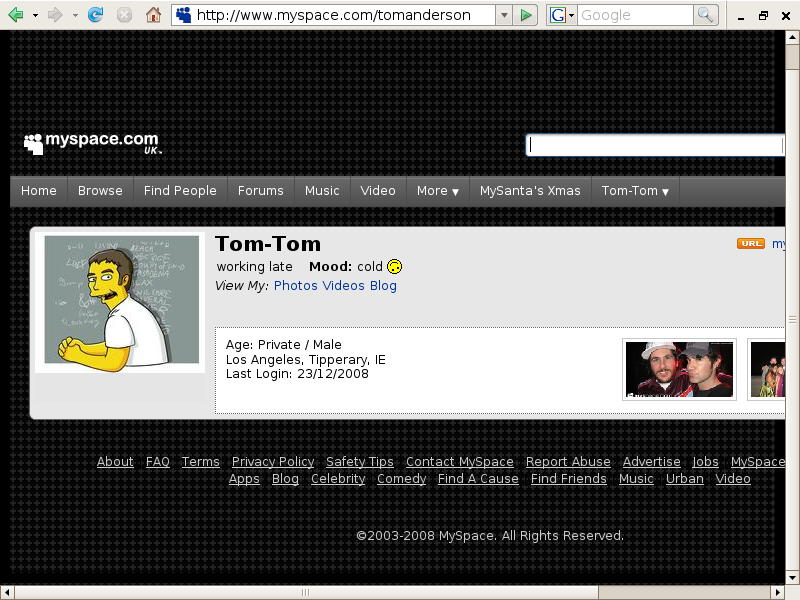 http://www.myspace.com/tomanderson
G Google
myspace.com
UK
Home Browse Find People Forums Music Video More MySanta's Xmas Tom-Tom
Tom-Tom
URL my
working late Mood: cold
View My: Photos Videos Blog
Age: Private / Male
Los Angeles, Tipperary, IE
Last Login: 23/12/2008
About FAQ Terms Privacy Policy Safety Tips Contact MySpace Report Abuse Advertise Jobs MySpace
Apps Blog Celebrity Comedy Find A Cause Find Friends Music Urban Video
©2003-2008 MySpace. All Rights Reserved.